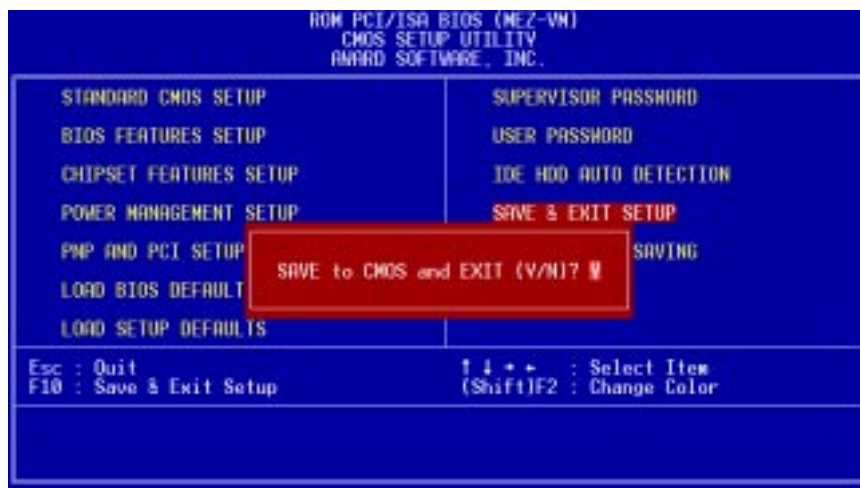 ROM PCI/ISA BIOS (MEZ-VM)
CMOS SETUP UTILITY
AWARD SOFTWARE, INC.
STANDARD CMOS SETUP
BIOS FEATURES SETUP
CHIPSET FEATURES SETUP
POWER MANAGEMENT SETUP
PNP AND PCI SETUP
LOAD BIOS DEFAULT
LOAD SETUP DEFAULTS
SUPERVISOR PASSWORD
USER PASSWORD
IDE HDD AUTO DETECTION
SAVE & EXIT SETUP
SAVING
SAVE to CMOS and EXIT (Y/N)? Y
Esc : Quit
F10 : Save & Exit Setup
↑ ↓ → ← : Select Item
(Shift)F2 : Change Color